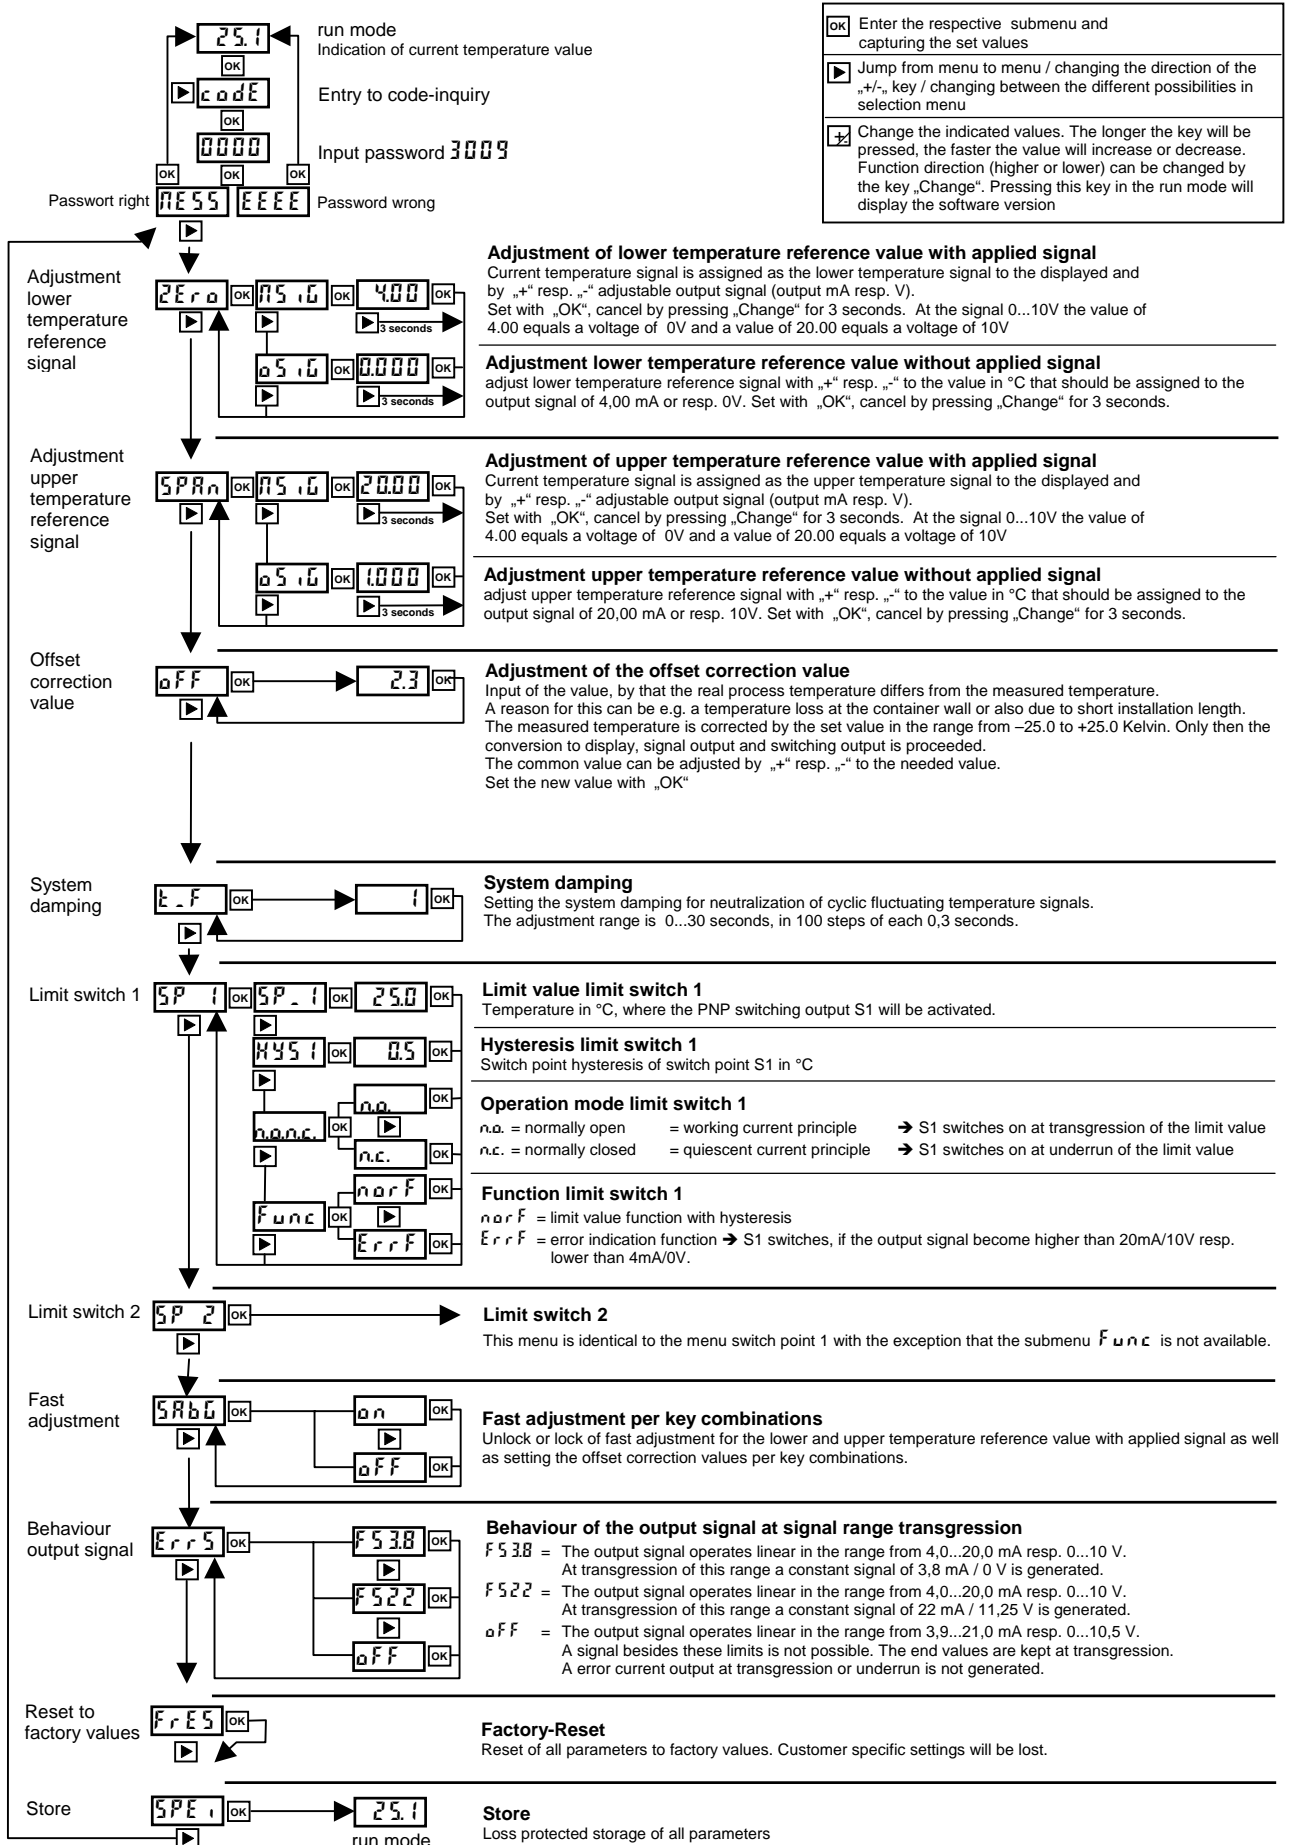 25.1
run mode
Indication of current temperature value
OK
codE
Entry to code-inquiry
OK
0000
Input password 3009
OK
OK
OK
Passwort right
MESS
EEEE
Password wrong
OK Enter the respective submenu and
capturing the set values
Jump from menu to menu / changing the direction of the
„+/-„ key / changing between the different possibilities in
selection menu
+/- Change the indicated values. The longer the key will be
pressed, the faster the value will increase or decrease.
Function direction (higher or lower) can be changed by
the key „Change“. Pressing this key in the run mode will
display the software version
Adjustment
lower
temperature
reference
signal
ZEro OK MSiG OK 4.00 OK
3 seconds
oSiG OK 0.000 OK
3 seconds
Adjustment of lower temperature reference value with applied signal
Current temperature signal is assigned as the lower temperature signal to the displayed and
by „+“ resp. „-“ adjustable output signal (output mA resp. V).
Set with „OK“, cancel by pressing „Change“ for 3 seconds. At the signal 0...10V the value of
4.00 equals a voltage of 0V and a value of 20.00 equals a voltage of 10V
Adjustment lower temperature reference value without applied signal
adjust lower temperature reference signal with „+“ resp. „-“ to the value in °C that should be assigned to the
output signal of 4,00 mA or resp. 0V. Set with „OK“, cancel by pressing „Change“ for 3 seconds.
Adjustment
upper
temperature
reference
signal
SPAn OK MSiG OK 20.00 OK
3 seconds
oSiG OK 1.000 OK
3 seconds
Adjustment of upper temperature reference value with applied signal
Current temperature signal is assigned as the upper temperature signal to the displayed and
by „+“ resp. „-“ adjustable output signal (output mA resp. V).
Set with „OK“, cancel by pressing „Change“ for 3 seconds. At the signal 0...10V the value of
4.00 equals a voltage of 0V and a value of 20.00 equals a voltage of 10V
Adjustment upper temperature reference value without applied signal
adjust upper temperature reference signal with „+“ resp. „-“ to the value in °C that should be assigned to the
output signal of 20,00 mA or resp. 10V. Set with „OK“, cancel by pressing „Change“ for 3 seconds.
Offset
correction
value
oFF OK 2.3 OK
Adjustment of the offset correction value
Input of the value, by that the real process temperature differs from the measured temperature.
A reason for this can be e.g. a temperature loss at the container wall or also due to short installation length.
The measured temperature is corrected by the set value in the range from –25.0 to +25.0 Kelvin. Only then the
conversion to display, signal output and switching output is proceeded.
The common value can be adjusted by „+“ resp. „-“ to the needed value.
Set the new value with „OK“
System
damping
t_F OK 1 OK
System damping
Setting the system damping for neutralization of cyclic fluctuating temperature signals.
The adjustment range is 0...30 seconds, in 100 steps of each 0,3 seconds.
Limit switch 1
SP 1 OK SP_1 OK 25.0 OK
HYS1 OK 0.5 OK
n.o.n.c. OK n.o. OK
n.c. OK
Func OK norF OK
ErrF OK
Limit value limit switch 1
Temperature in °C, where the PNP switching output S1 will be activated.
Hysteresis limit switch 1
Switch point hysteresis of switch point S1 in °C
Operation mode limit switch 1
n.o. = normally open = working current principle ➔ S1 switches on at transgression of the limit value
n.c. = normally closed = quiescent current principle ➔ S1 switches on at underrun of the limit value
Function limit switch 1
norF = limit value function with hysteresis
ErrF = error indication function ➔ S1 switches, if the output signal become higher than 20mA/10V resp.
lower than 4mA/0V.
Limit switch 2
SP 2 OK
Limit switch 2
This menu is identical to the menu switch point 1 with the exception that the submenu Func is not available.
Fast
adjustment
SAbG OK on OK
oFF OK
Fast adjustment per key combinations
Unlock or lock of fast adjustment for the lower and upper temperature reference value with applied signal as well
as setting the offset correction values per key combinations.
Behaviour
output signal
ErrS OK FS3.8 OK
FS22 OK
oFF OK
Behaviour of the output signal at signal range transgression
FS3.8 = The output signal operates linear in the range from 4,0...20,0 mA resp. 0...10 V.
At transgression of this range a constant signal of 3,8 mA / 0 V is generated.
FS22 = The output signal operates linear in the range from 4,0...20,0 mA resp. 0...10 V.
At transgression of this range a constant signal of 22 mA / 11,25 V is generated.
oFF = The output signal operates linear in the range from 3,9...21,0 mA resp. 0...10,5 V.
A signal besides these limits is not possible. The end values are kept at transgression.
A error current output at transgression or underrun is not generated.
Reset to
factory values
FrES OK
Factory-Reset
Reset of all parameters to factory values. Customer specific settings will be lost.
Store
SPEi OK 25.1
run mode
Store
Loss protected storage of all parameters